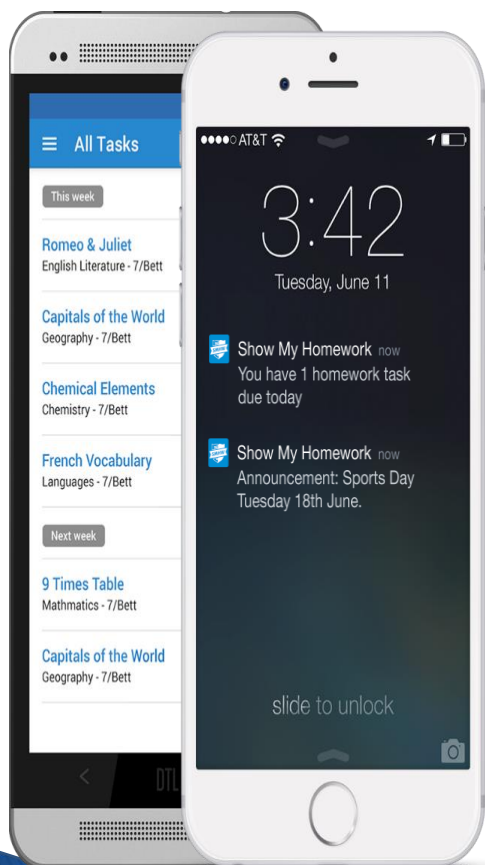 All Tasks
This week
Romeo & Juliet
English Literature - 7/Bett
Capitals of the World
Geography - 7/Bett
Chemical Elements
Chemistry - 7/Bett
French Vocabulary
Languages - 7/Bett
Next week
9 Times Table
Mathmatics - 7/Bett
Capitals of the World
Geography - 7/Bett
DTL
AT&T
3:42
Tuesday, June 11
Show My Homework now
You have 1 homework task
due today
Show My Homework now
Announcement: Sports Day
Tuesday 18th June.
slide to unlock